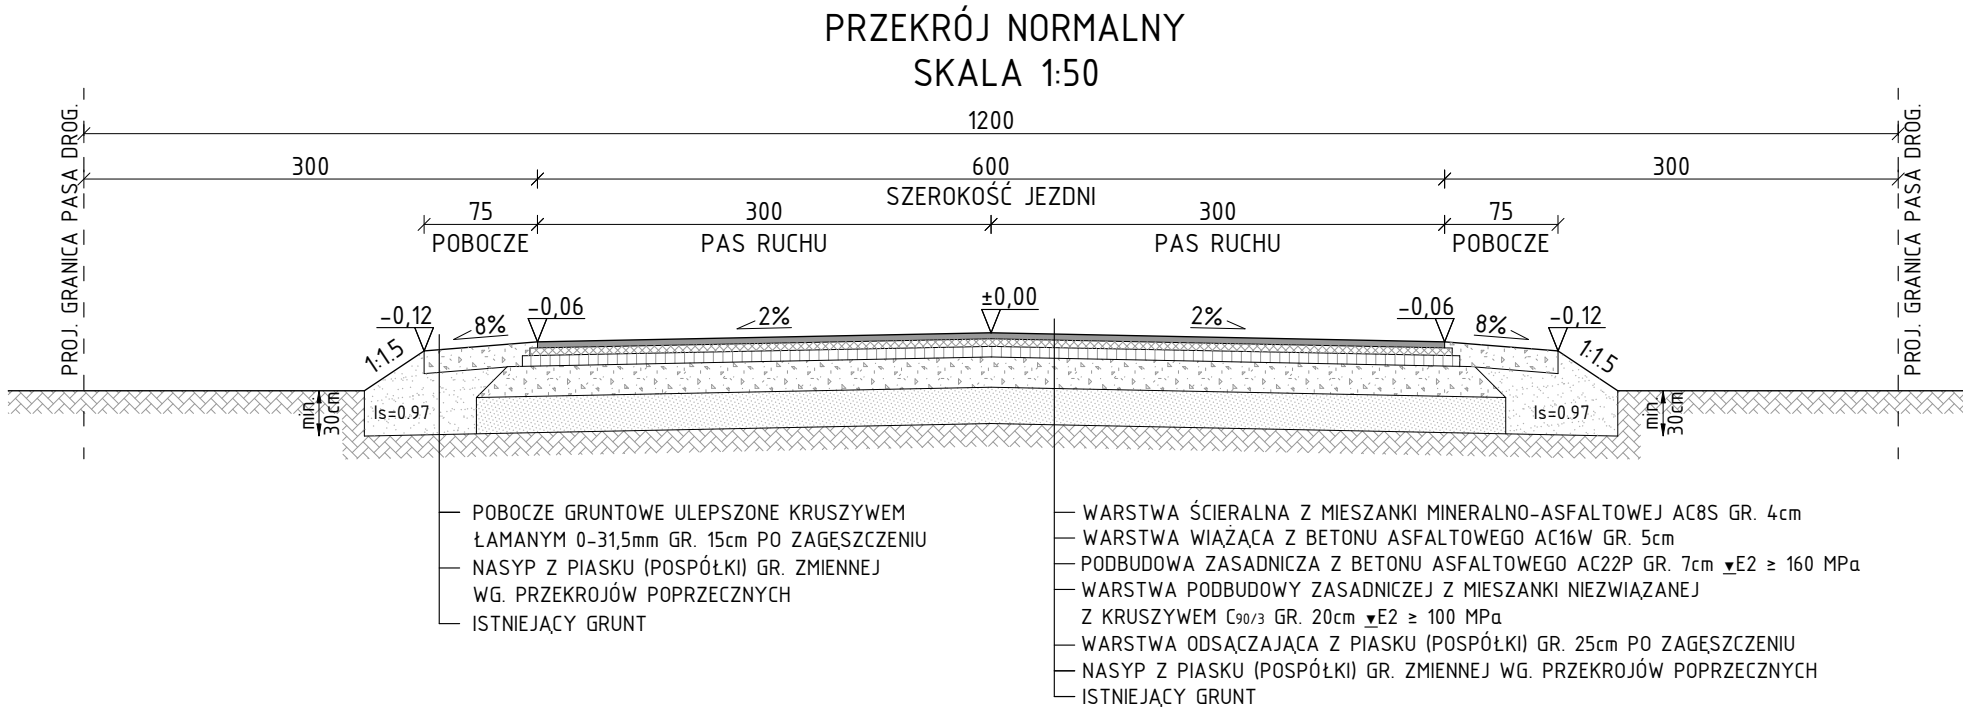 PRZEKRÓJ NORMALNY
SKALA 1:50
PROJ. GRANICA PASA DROG.
1200
PROJ. GRANICA PASA DROG.
300
600
300
SZEROKOŚĆ JEZDNI
75
300
300
75
POBOCZE
PAS RUCHU
PAS RUCHU
POBOCZE
-0,12
8%
-0,06
2%
±0,00
2%
-0,06
8%
-0,12
1:1.5
1:1.5
min.
30cm
Is=0.97
Is=0.97
min.
30cm
POBOCZE GRUNTOWE ULEPSZONE KRUSZYWEM
ŁAMANYM 0-31,5mm GR. 15cm PO ZAGĘSZCZENIU
NASYP Z PIASKU (POSPÓŁKI) GR. ZMIENNEJ
WG. PRZEKROJÓW POPRZECZNYCH
ISTNIEJĄCY GRUNT
WARSTWA ŚCIERALNA Z MIESZANKI MINERALNO-ASFALTOWEJ AC8S GR. 4cm
WARSTWA WIĄŻĄCA Z BETONU ASFALTOWEGO AC16W GR. 5cm
PODBUDOWA ZASADNICZA Z BETONU ASFALTOWEGO AC22P GR. 7cm ▼E2 ≥ 160 MPa
WARSTWA PODBUDOWY ZASADNICZEJ Z MIESZANKI NIEZWIĄZANEJ
Z KRUSZYWEM C90/3 GR. 20cm ▼E2 ≥ 100 MPa
WARSTWA ODSĄCZAJĄCA Z PIASKU (POSPÓŁKI) GR. 25cm PO ZAGĘSZCZENIU
NASYP Z PIASKU (POSPÓŁKI) GR. ZMIENNEJ WG. PRZEKROJÓW POPRZECZNYCH
ISTNIEJĄCY GRUNT